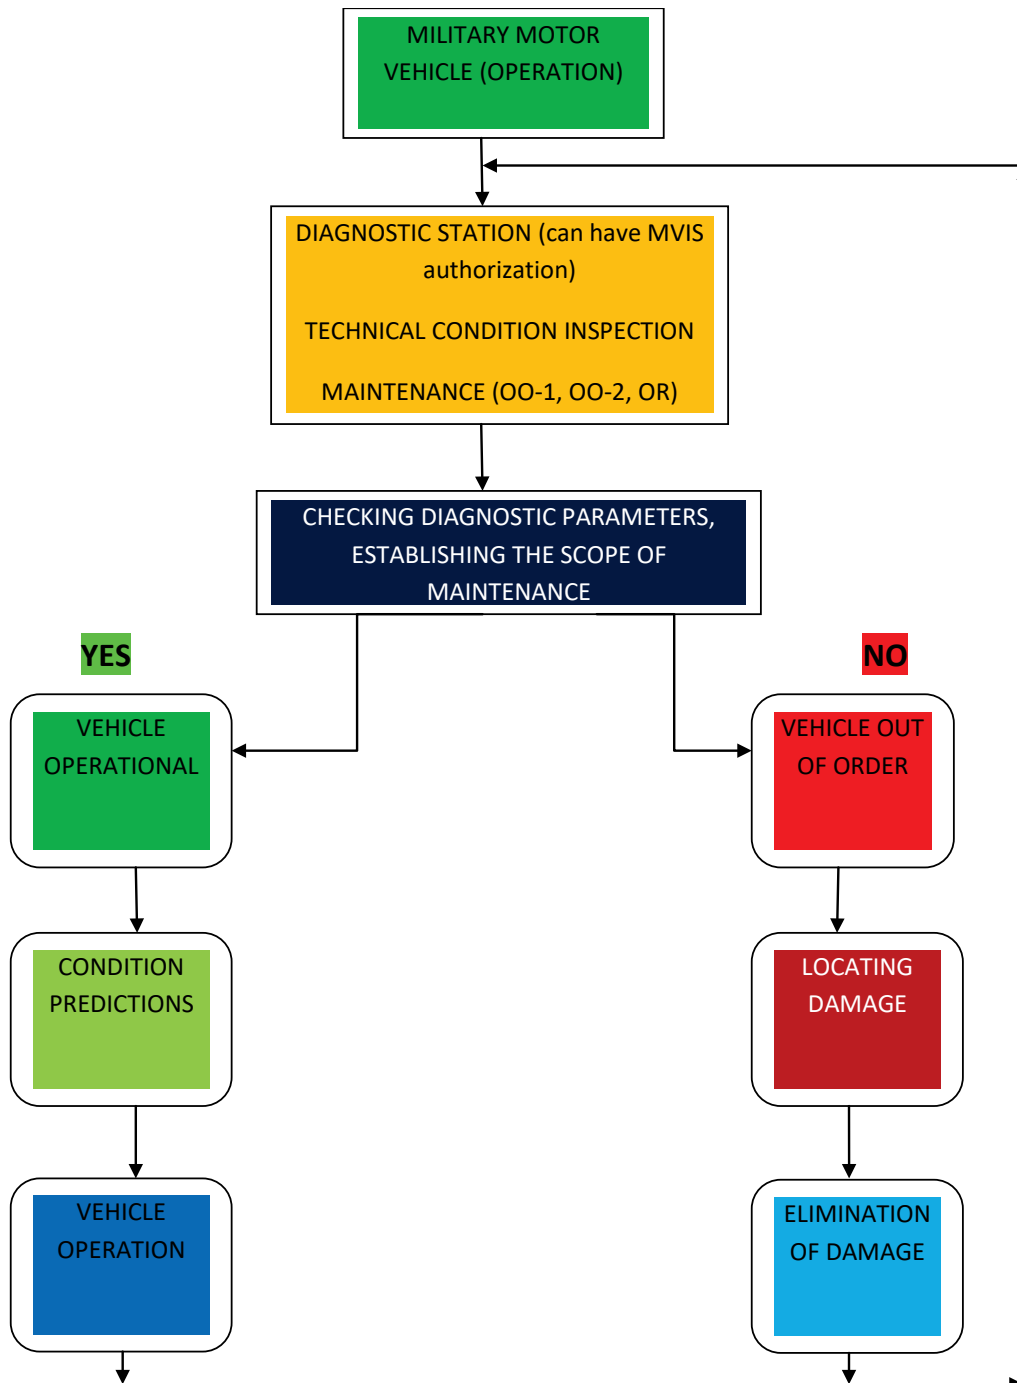 MILITARY MOTOR
VEHICLE (OPERATION)
DIAGNOSTIC STATION (can have MVIS
authorization)
TECHNICAL CONDITION INSPECTION
MAINTENANCE (OO-1, OO-2, OR)
CHECKING DIAGNOSTIC PARAMETERS,
ESTABLISHING THE SCOPE OF
MAINTENANCE
YES
NO
VEHICLE
OPERATIONAL
VEHICLE OUT
OF ORDER
CONDITION
PREDICTIONS
LOCATING
DAMAGE
VEHICLE
OPERATION
ELIMINATION
OF DAMAGE